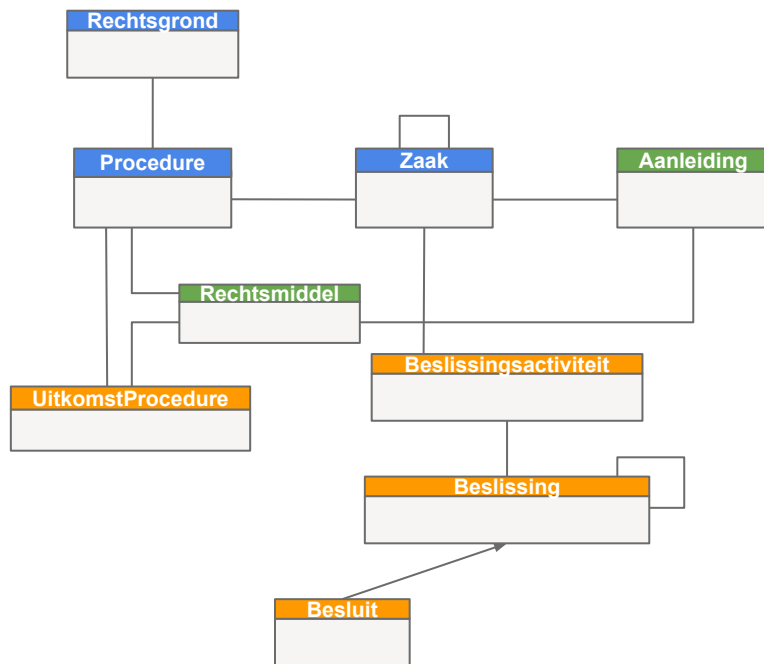 Rechtsgrond
Procedure
Zaak
Aanleiding
Rechtsmiddel
Beslissingsactiviteit
UitkomstProcedure
Beslissing
Besluit